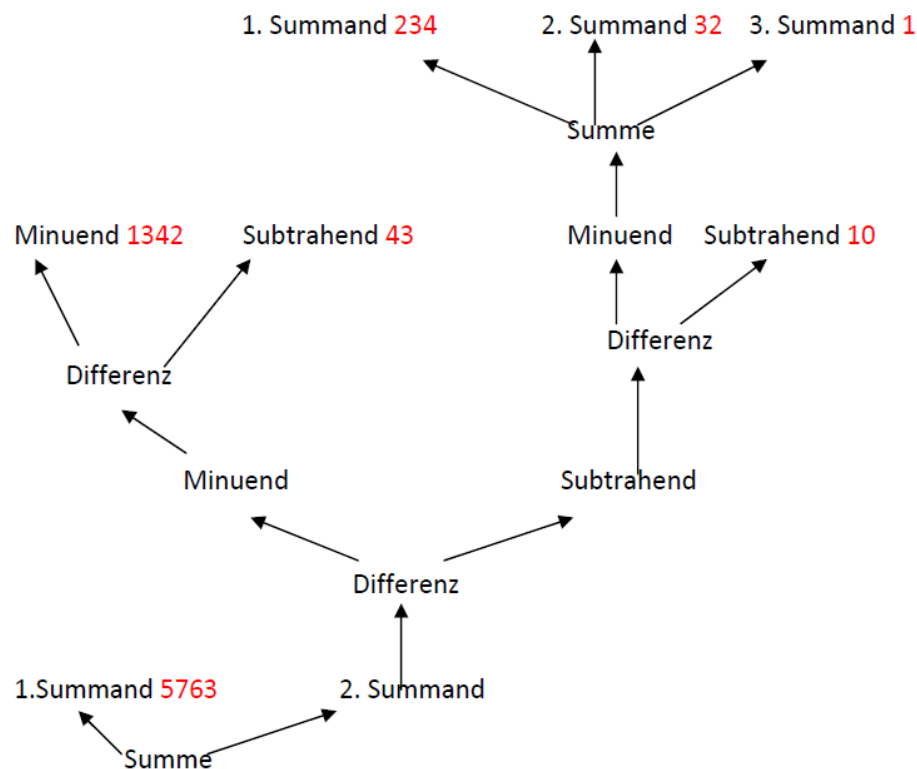 1. Summand 234 2. Summand 32 3. Summand 1
Summe
Minuend 1342 Subtrahend 43 Minuend Subtrahend 10
Differenz
Differenz
Minuend Subtrahend
Differenz
1.Summand 5763 2. Summand
Summe